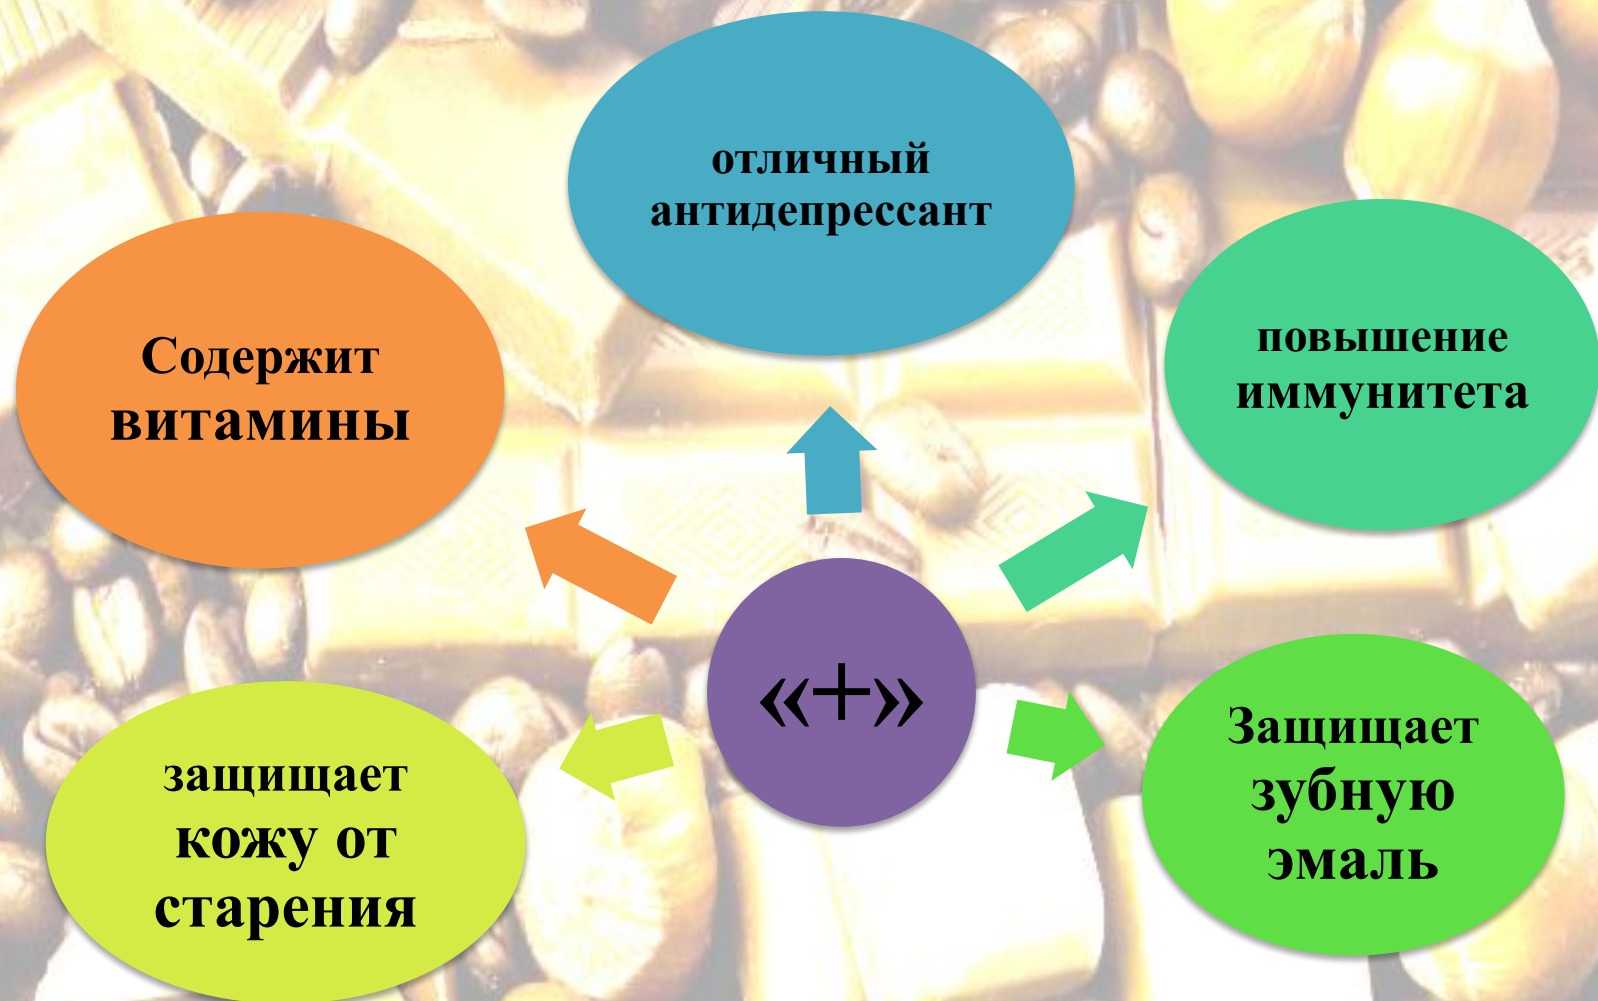 отличный
антидепрессант
Содержит
витамины
повышение
иммунитета
«+»
защищает
кожу от
старения
Защищает
зубную
эмаль